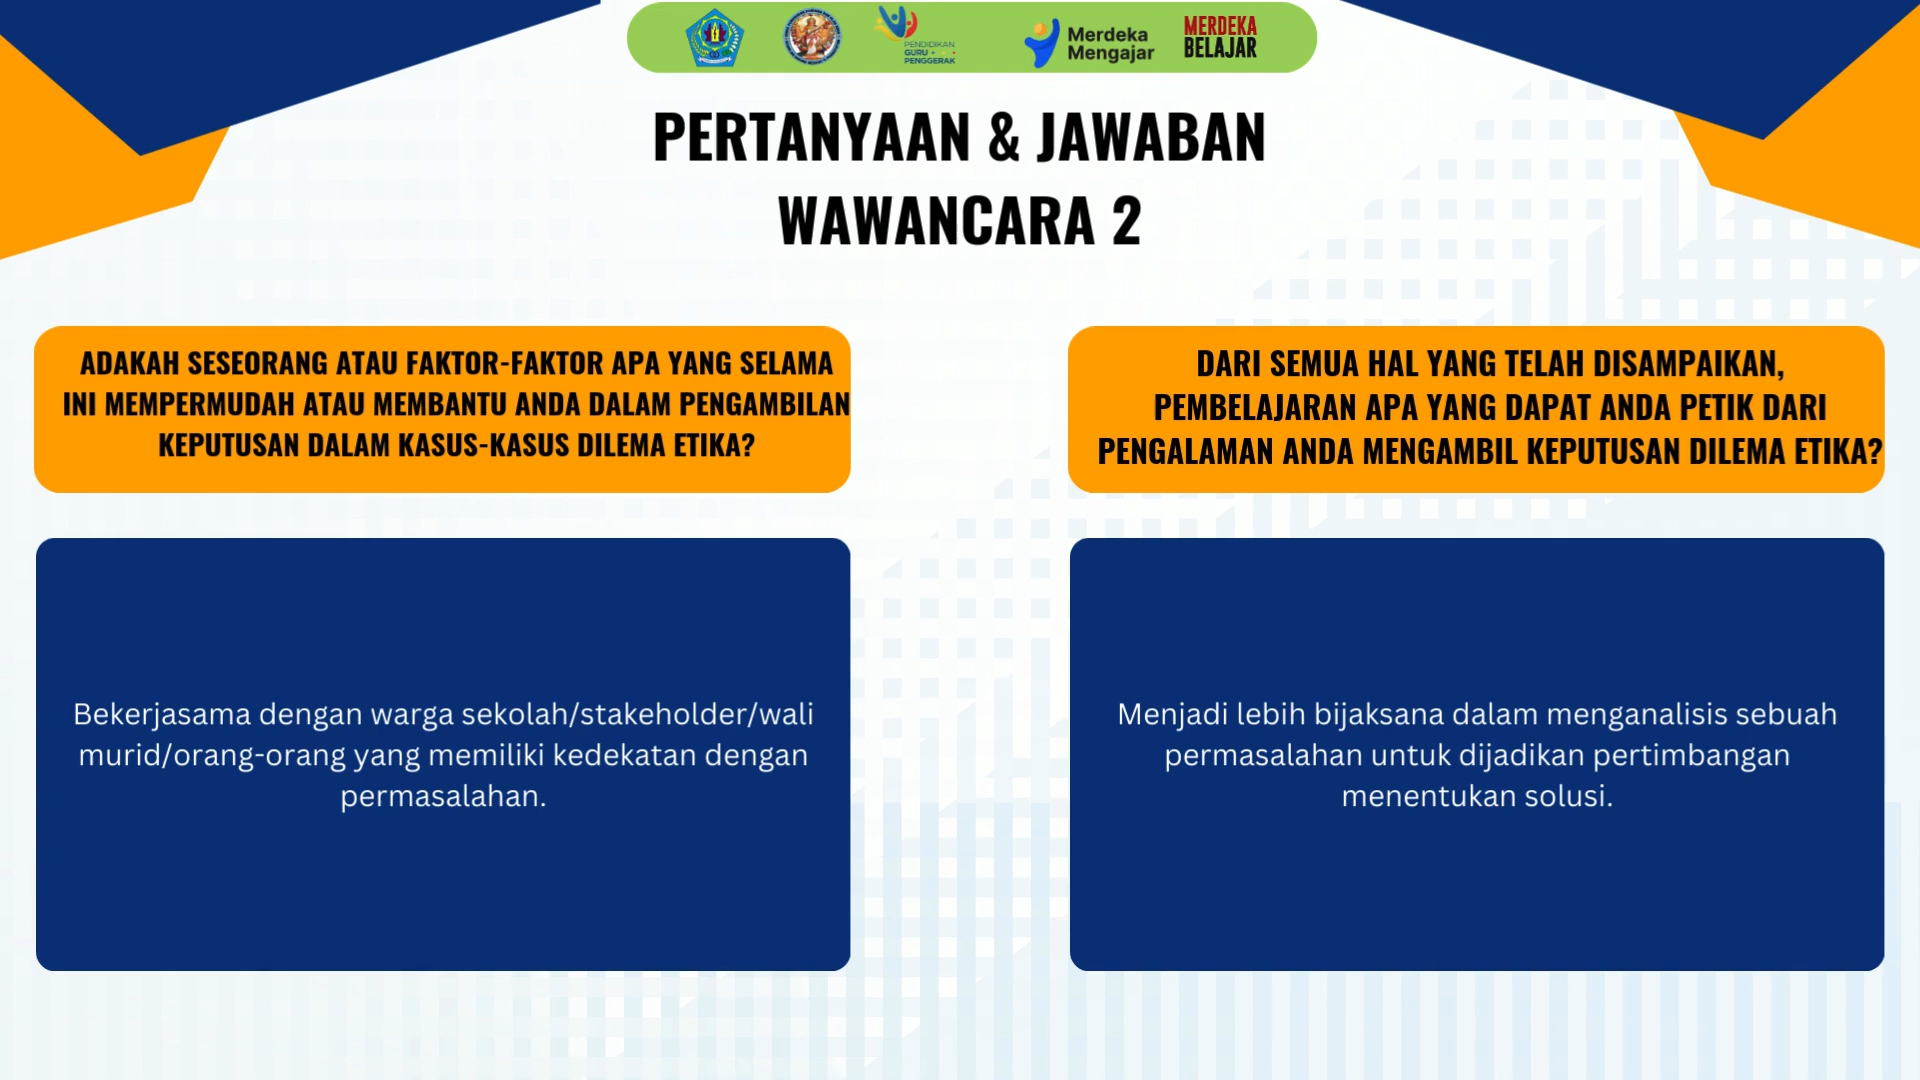 PENDIDIKAN
GURU
PENGGERAK
Merdeka
Mengajar
MERDEKA
BELAJAR
PERTANYAAN & JAWABAN
WAWANCARA 2
ADAKAH SESEORANG ATAU FAKTOR-FAKTOR APA YANG SELAMA
INI MEMPERMUDAH ATAU MEMBANTU ANDA DALAM PENGAMBILAN
KEPUTUSAN DALAM KASUS-KASUS DILEMA ETIKA?
Bekerjasama dengan warga sekolah/stakeholder/wali
murid/orang-orang yang memiliki kedekatan dengan
permasalahan.
DARI SEMUA HAL YANG TELAH DISAMPAIKAN,
PEMBELAJARAN APA YANG DAPAT ANDA PETIK DARI
PENGALAMAN ANDA MENGAMBIL KEPUTUSAN DILEMA ETIKA?
Menjadi lebih bijaksana dalam menganalisis sebuah
permasalahan untuk dijadikan pertimbangan
menentukan solusi.